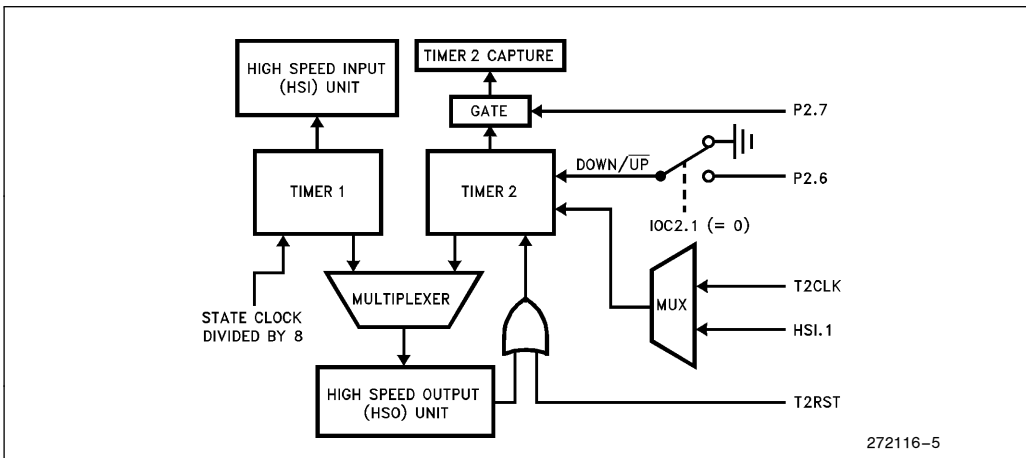 HIGH SPEED INPUT
(HSI) UNIT
TIMER 2 CAPTURE
GATE
P2.7
TIMER 1
TIMER 2
DOWN/U̅P̅
P2.6
IOC2.1 (= 0)
MULTIPLEXER
MUX
T2CLK
HSI.1
STATE CLOCK
DIVIDED BY 8
HIGH SPEED OUTPUT
(HSO) UNIT
T2RST
272116–5